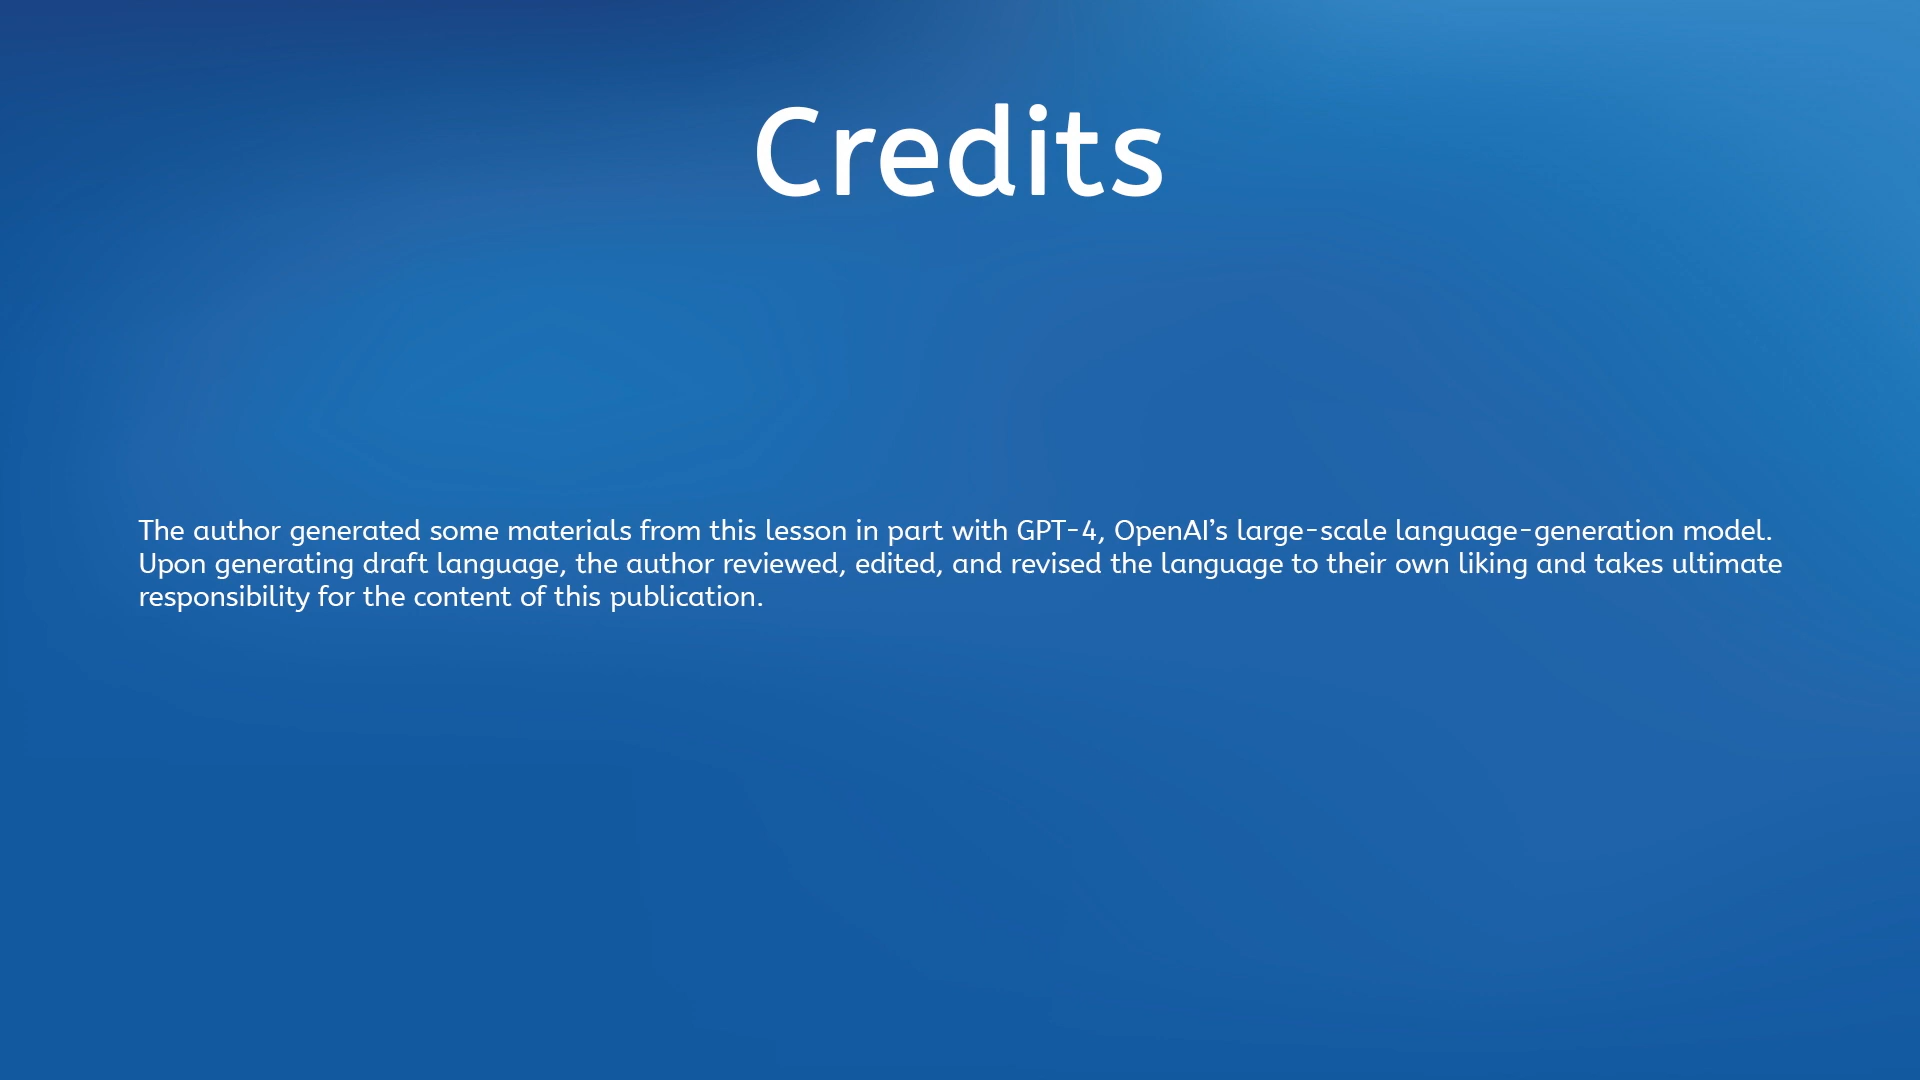 Credits
The author generated some materials from this lesson in part with GPT-4, OpenAI’s large-scale language-generation model.
Upon generating draft language, the author reviewed, edited, and revised the language to their own liking and takes ultimate
responsibility for the content of this publication.